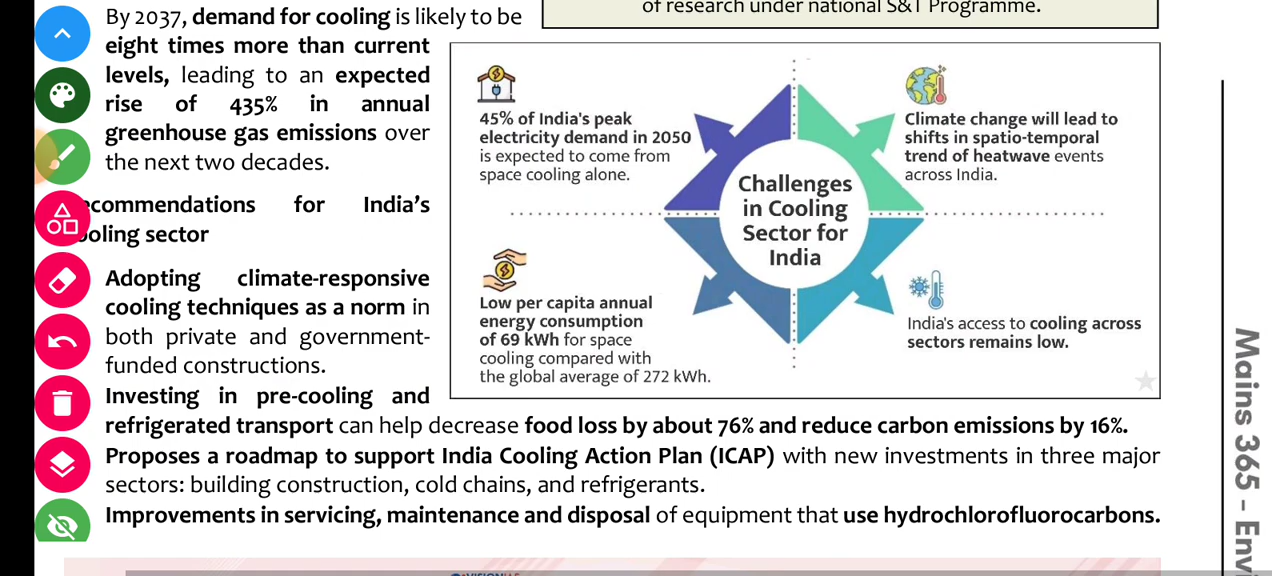 of research under national S&T Programme.
By 2037, demand for cooling is likely to be
eight times more than current
levels, leading to an expected
rise of 435% in annual
greenhouse gas emissions over
the next two decades.
ecommendations for India's
oling sector
Adopting climate-responsive
cooling techniques as a norm in
both private and government-
funded constructions.
Investing in pre-cooling and
refrigerated transport can help decrease food loss by about 76% and reduce carbon emissions by 16%.
Proposes a roadmap to support India Cooling Action Plan (ICAP) with new investments in three major
sectors: building construction, cold chains, and refrigerants.
Improvements in servicing, maintenance and disposal of equipment that use hydrochlorofluorocarbons.
45% of India's peak
electricity demand in 2050
is expected to come from
space cooling alone.
Climate change will lead to
shifts in spatio-temporal
trend of heatwave events
across India.
Challenges
in Cooling
Sector for
India
Low per capita annual
energy consumption
of 69 kWh for space
cooling compared with
the global average of 272 kWh.
India's access to cooling across
sectors remains low.
Mains 365 – Envi